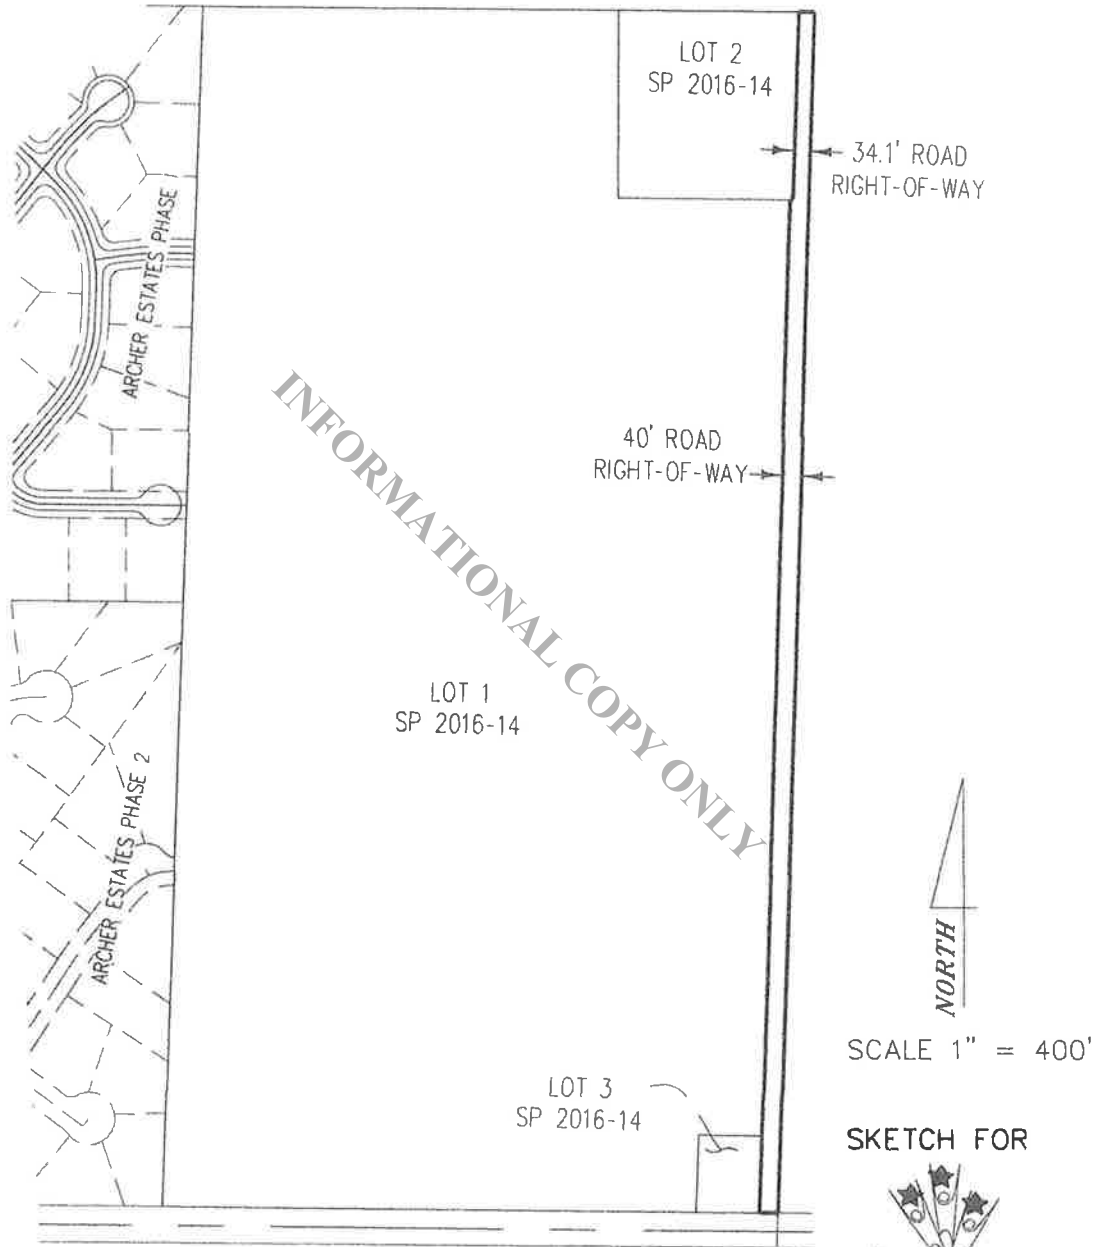 LOT 2
SP 2016-14
34.1' ROAD
RIGHT-OF-WAY
ARCHER ESTATES PHASE
40' ROAD
RIGHT-OF-WAY
INFORMATIONAL COPY ONLY
LOT 1
SP 2016-14
ARCHER ESTATES PHASE 2
NORTH
SCALE 1" = 400'
LOT 3
SP 2016-14
SKETCH FOR